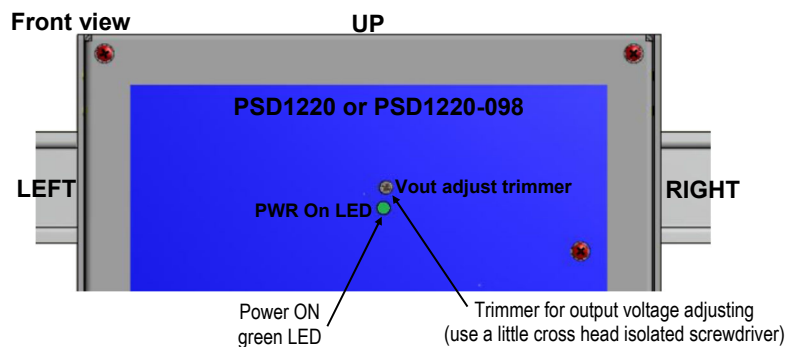 Front view
UP
PSD1220 or PSD1220-098
LEFT
Vout adjust trimmer
RIGHT
PWR On LED
Power ON
green LED
Trimmer for output voltage adjusting
(use a little cross head isolated screwdriver)